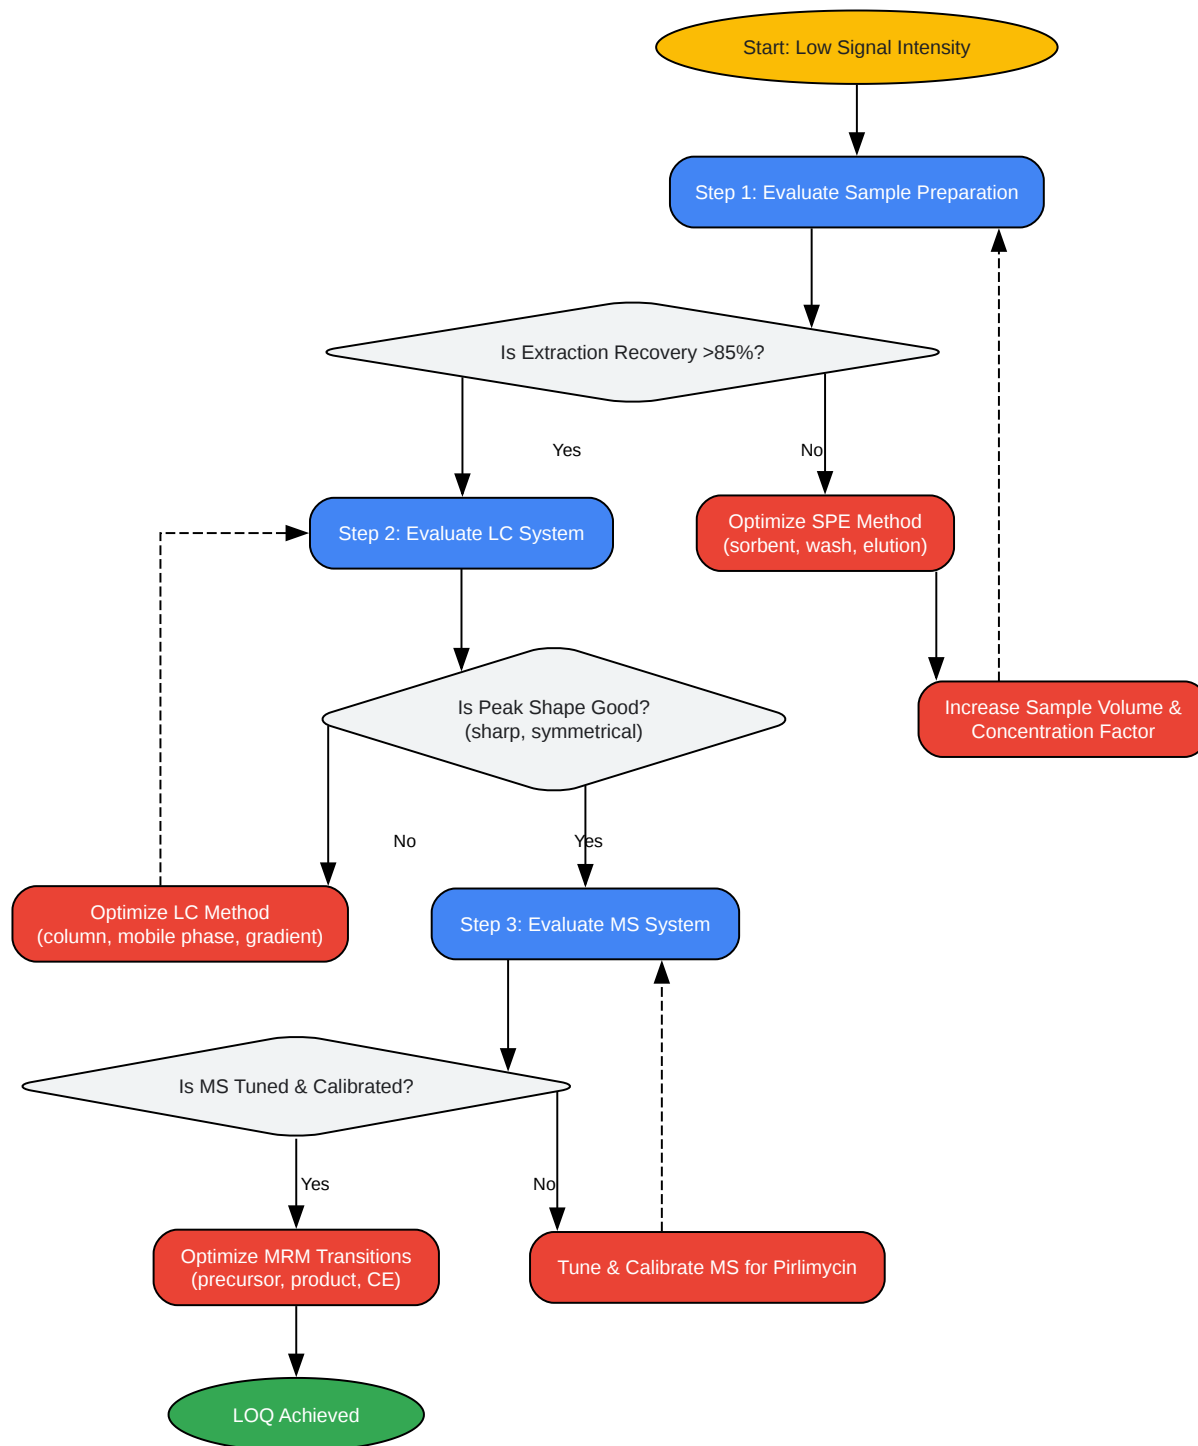 Start: Low Signal Intensity
Step 1: Evaluate Sample Preparation
Is Extraction Recovery >85%?
Yes
No
Step 2: Evaluate LC System
Optimize SPE Method
(sorbent, wash, elution)
Is Peak Shape Good?
(sharp, symmetrical)
Increase Sample Volume &
Concentration Factor
No
Yes
Optimize LC Method
(column, mobile phase, gradient)
Step 3: Evaluate MS System
Is MS Tuned & Calibrated?
Yes
No
Optimize MRM Transitions
(precursor, product, CE)
Tune & Calibrate MS for Pirlimycin
LOQ Achieved